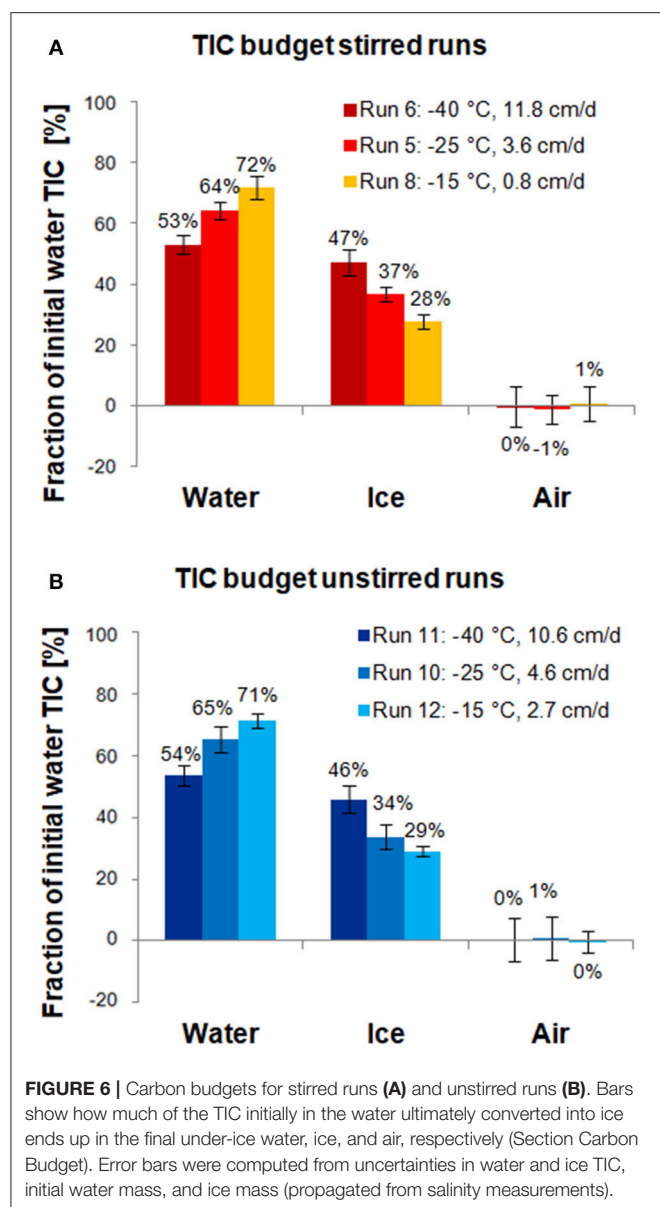 A
TIC budget stirred runs
Fraction of initial water TIC [%]
100
80
60
40
20
0
-20
Run 6: -40 °C, 11.8 cm/d
Run 5: -25 °C, 3.6 cm/d
Run 8: -15 °C, 0.8 cm/d
53%
64%
72%
47%
37%
28%
0%
-1%
1%
Water
Ice
Air
B
TIC budget unstirred runs
Fraction of initial water TIC [%]
100
80
60
40
20
0
-20
Run 11: -40 °C, 10.6 cm/d
Run 10: -25 °C, 4.6 cm/d
Run 12: -15 °C, 2.7 cm/d
54%
65%
71%
46%
34%
29%
0%
1%
0%
Water
Ice
Air
FIGURE 6 | Carbon budgets for stirred runs (A) and unstirred runs (B). Bars
show how much of the TIC initially in the water ultimately converted into ice
ends up in the final under-ice water, ice, and air, respectively (Section Carbon
Budget). Error bars were computed from uncertainties in water and ice TIC,
initial water mass, and ice mass (propagated from salinity measurements).